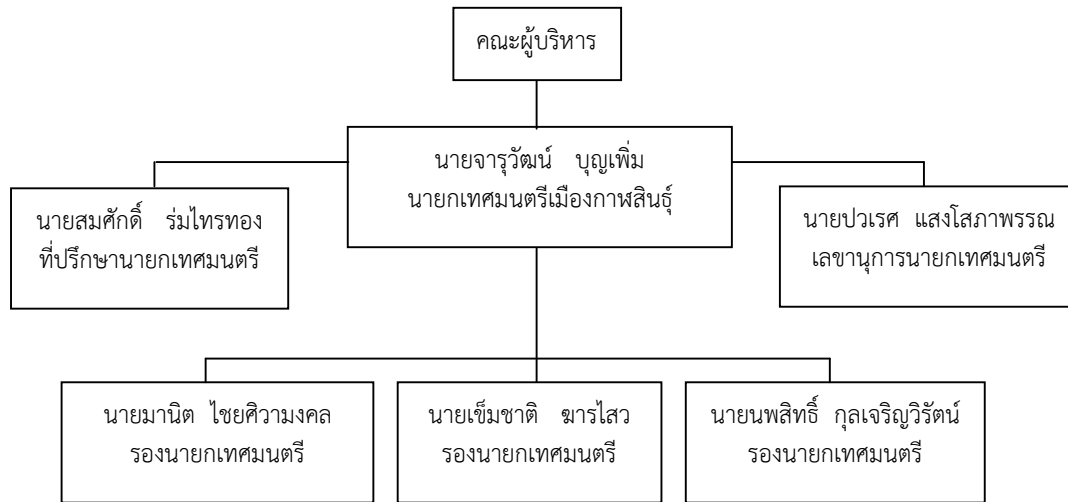 คณะผู้บริหาร
นายจารุวัฒน์ บุญเพิ่ม
นายกเทศมนตรีเมืองกาฬสินธุ์
นายสมศักดิ์ ร่มไทรทอง
ที่ปรึกษานายกเทศมนตรี
นายปวเรศ แสงโสภาพรรณ
เลขานุการนายกเทศมนตรี
นายมานิต ไชยศิวามงคล
รองนายกเทศมนตรี
นายเข็มชาติ ฆารไสว
รองนายกเทศมนตรี
นายนพสิทธิ์ กุลเจริญวิรัตน์
รองนายกเทศมนตรี